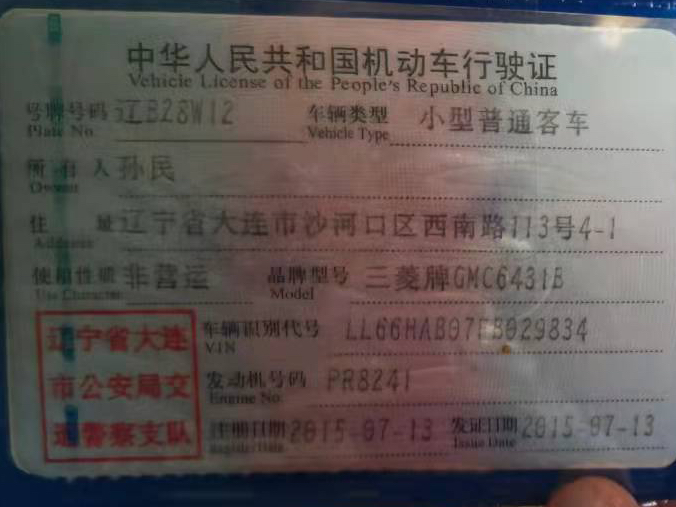 中华人民共和国机动车行驶证
Vehicle License of the People's Republic of China
号牌号码 辽B28W12 车辆类型 小型普通客车
Plate No. Vehicle Type
所有人 孙民
Owner
住址 辽宁省大连市沙河口区西南路113号4-1
Address
使用性质 非营运 品牌型号 三菱牌GMC6431B
Use Character Model
辽宁省大连 车辆识别代号 LL66HAB07FB029834
VIN
市公安局交 发动机号码 PR8241
Engine No.
通警察支队 注册日期 2015-07-13 发证日期 2015-07-13
Register Date Issue Date